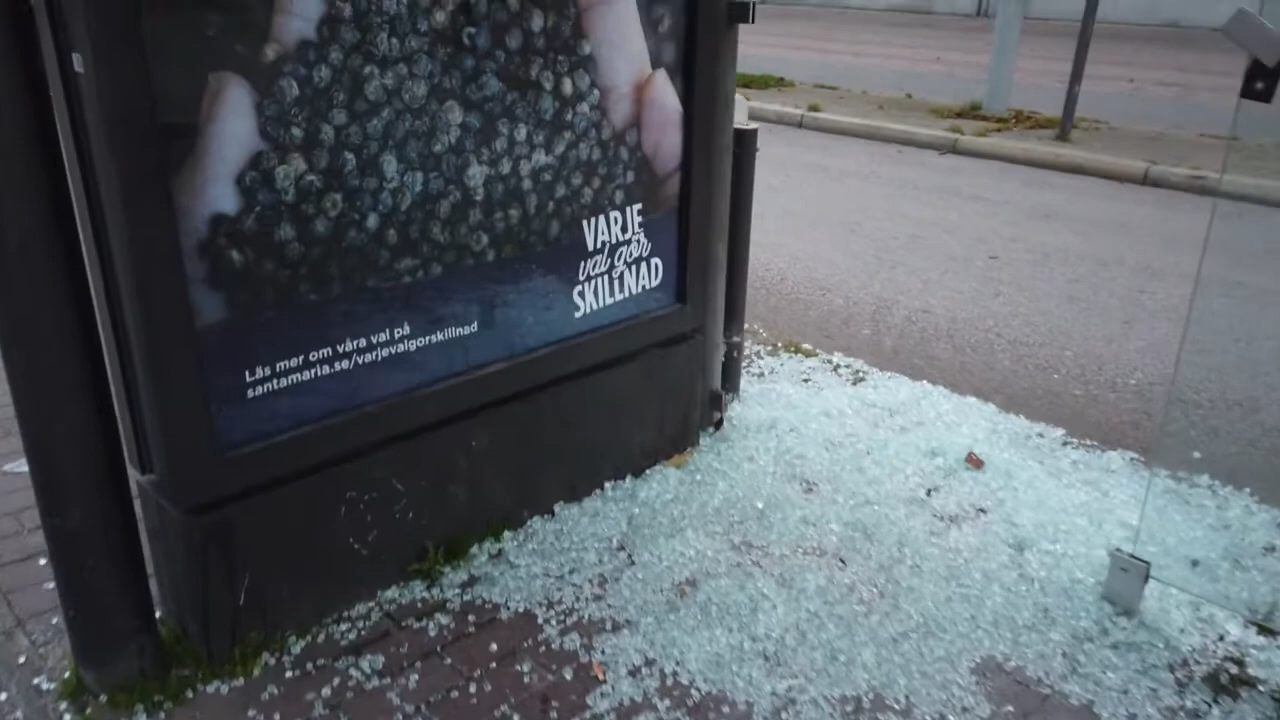 VARJE
val gör
SKILLNAD
Läs mer om våra val på
santamaria.se/varjevalgorskillnad